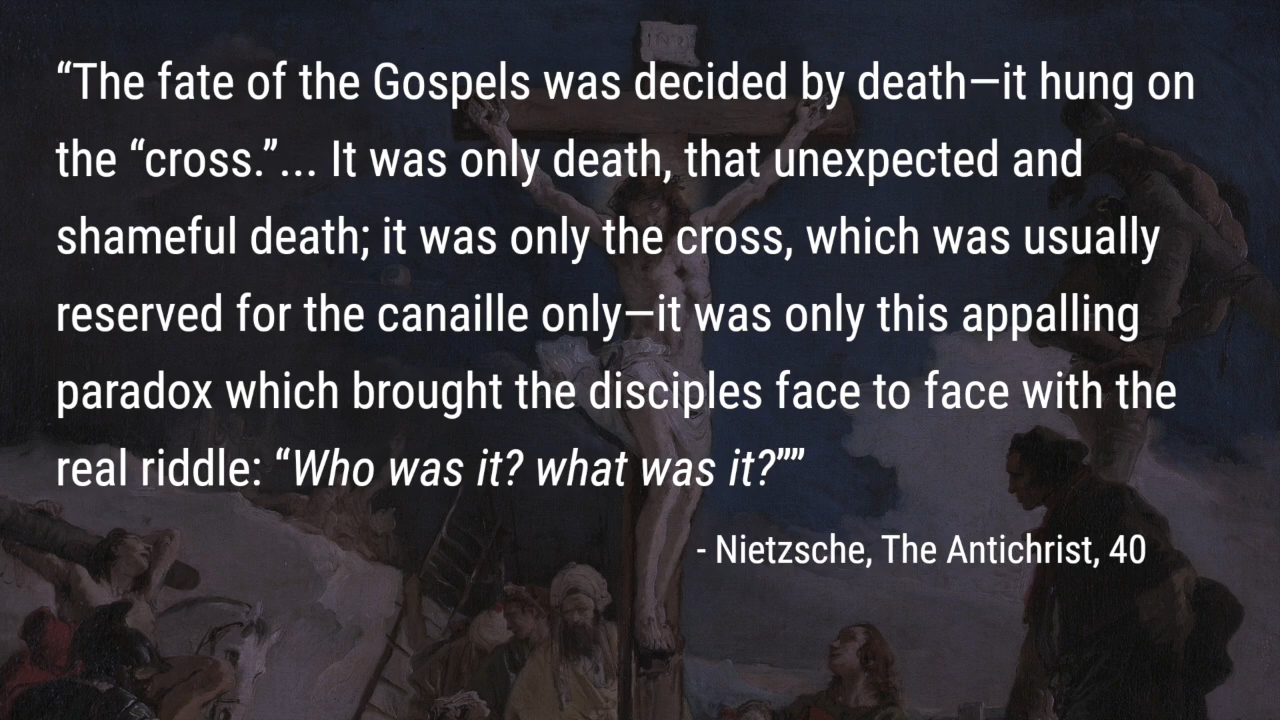 “The fate of the Gospels was decided by death—it hung on
the “cross.”... It was only death, that unexpected and
shameful death; it was only the cross, which was usually
reserved for the canaille only—it was only this appalling
paradox which brought the disciples face to face with the
real riddle: “Who was it? what was it?””
- Nietzsche, The Antichrist, 40